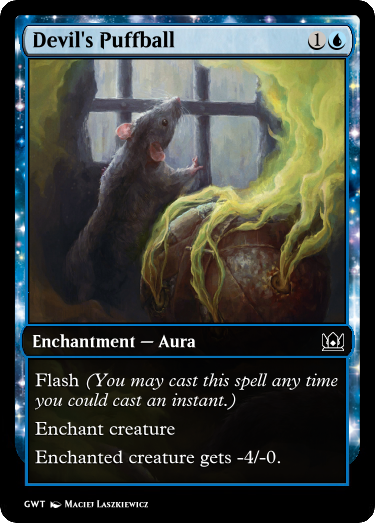 Devil's Puffball 1
Enchantment — Aura
Flash (You may cast this spell any time
you could cast an instant.)
Enchant creature
Enchanted creature gets -4/-0.
GWT Maciej Laszkiewicz